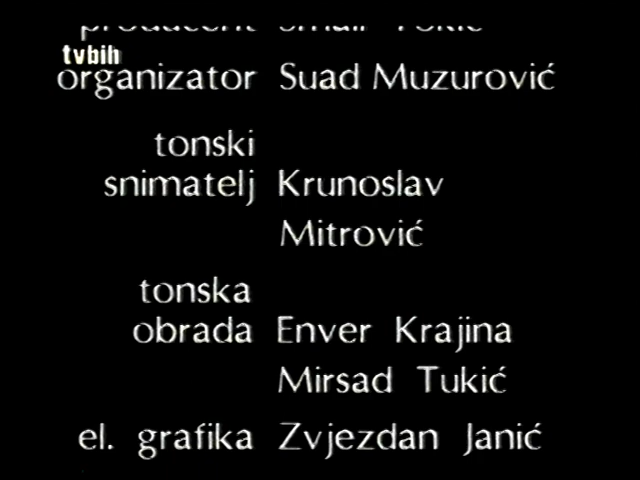 tvbih
organizator Suad Muzurović
tonski
snimatelj Krunoslav
Mitrović
tonska
obrada Enver Krajina
Mirsad Tukić
el. grafika Zvjezdan Janić